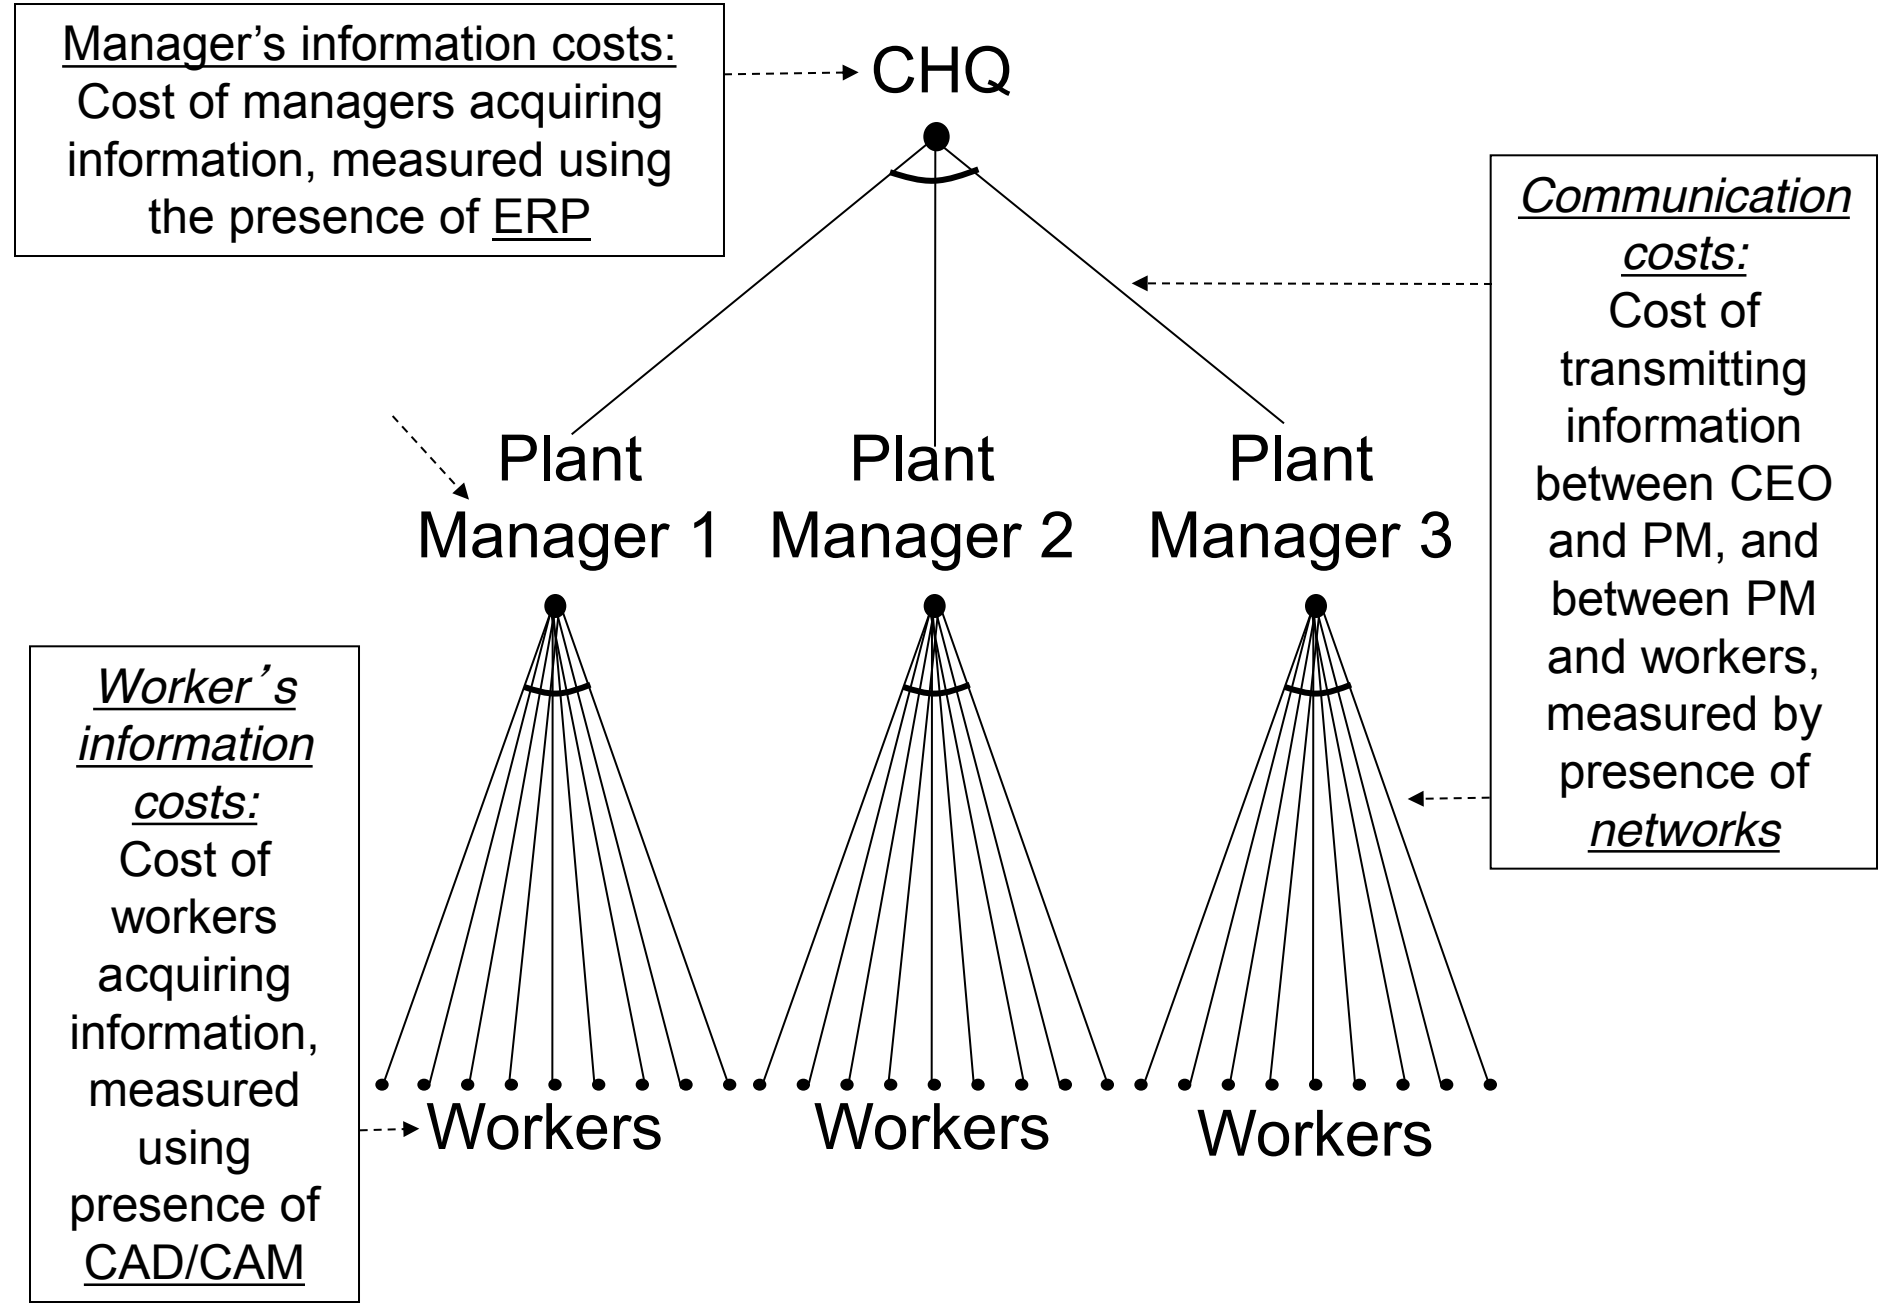 Manager’s information costs:
Cost of managers acquiring
information, measured using
the presence of ERP
CHQ
Communication
costs:
Cost of
transmitting
information
between CEO
and PM, and
between PM
and workers,
measured by
presence of
networks
Plant
Manager 1
Plant
Manager 2
Plant
Manager 3
Worker’s
information
costs:
Cost of
workers
acquiring
information,
measured
using
presence of
CAD/CAM
Workers
Workers
Workers